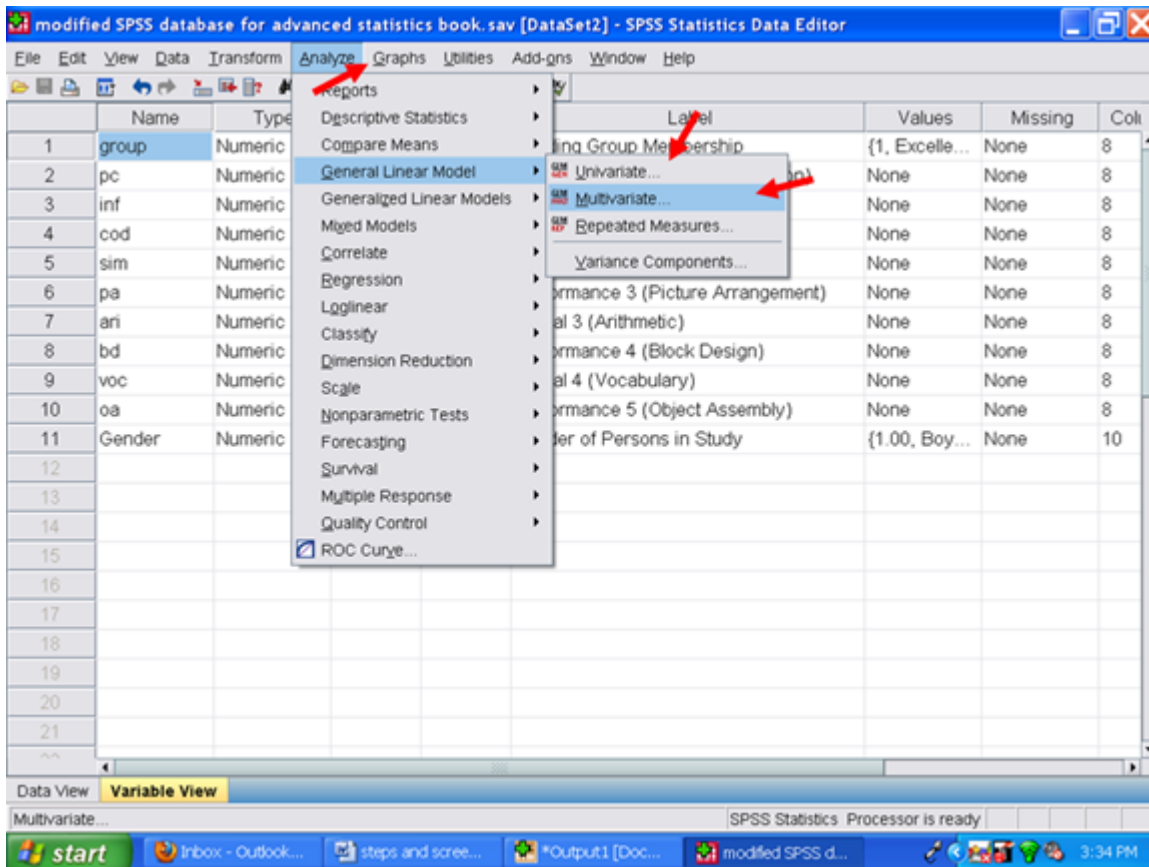 modified SPSS database for advanced statistics book.sav [DataSet2] - SPSS Statistics Data Editor
File Edit View Data Transform Analyze Graphs Utilities Add-ons Window Help
Reports
Descriptive Statistics
Compare Means
General Linear Model
Generalized Linear Models
Mixed Models
Correlate
Regression
Loglinear
Classify
Dimension Reduction
Scale
Nonparametric Tests
Forecasting
Survival
Multiple Response
Quality Control
ROC Curve...
Univariate...
Multivariate...
Repeated Measures...
Variance Components...
Name Type Label Values Missing Colu
1 group Numeric ding Group Membership {1, Excelle... None 8
2 pc Numeric on) None None 8
3 inf Numeric None None 8
4 cod Numeric None None 8
5 sim Numeric None None 8
6 pa Numeric ormance 3 (Picture Arrangement) None None 8
7 ari Numeric al 3 (Arithmetic) None None 8
8 bd Numeric ormance 4 (Block Design) None None 8
9 voc Numeric al 4 (Vocabulary) None None 8
10 oa Numeric ormance 5 (Object Assembly) None None 8
11 Gender Numeric der of Persons in Study {1.00, Boy... None 10
12
13
14
15
16
17
18
19
20
21
Data View Variable View
Multivariate... SPSS Statistics Processor is ready
start Inbox - Outlook... steps and scree... *Output1 [Doc... modified SPSS d... 3:34 PM